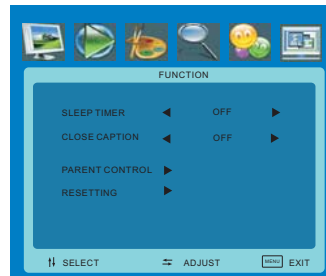 FUNCTION
SLEEP TIMER OFF
CLOSE CAPTION OFF
PARENT CONTROL
RESETTING
SELECT ADJUST MENU EXIT